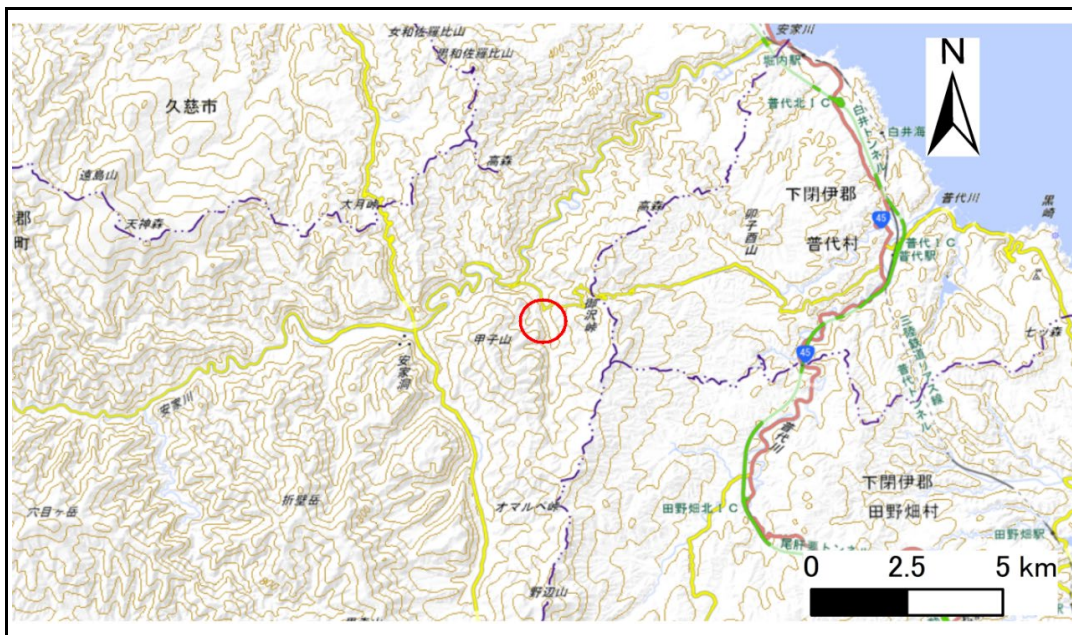 女和佐羅比山
男和佐羅比山
安家川
堀内駅
N
久慈市
普代北IC
白井トンネル
白井海
高森
遠島山
大月峠
下閉伊郡
普代村
高森
卯子酉山
45
普代川
黒崎
郡
町
天神森
普代IC
普代駅
御沢峠
甲子山
安家洞
安家川
45
七ッ森
三陸鉄道リアス線
普代トンネル
普代川
折壁岳
穴目ヶ岳
オマルペ峠
田野畑北IC
下閉伊郡
田野畑村
田野畑駅
野辺山
800
0 2.5 5 km